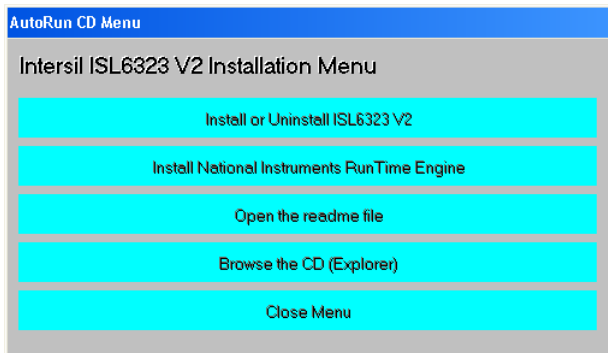 AutoRun CD Menu
Intersil ISL6323 V2 Installation Menu
Install or Uninstall ISL6323 V2
Install National Instruments RunTime Engine
Open the readme file
Browse the CD (Explorer)
Close Menu